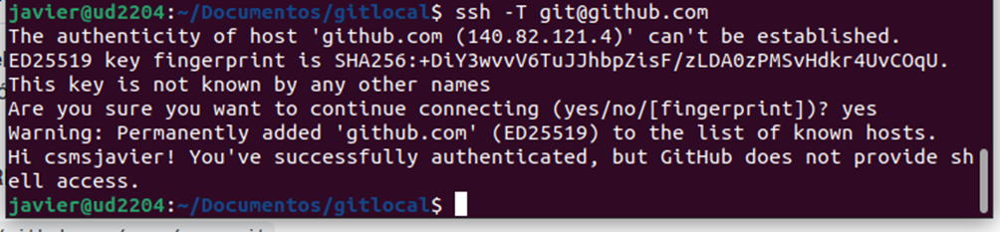 javier@ud2204:~/Documentos/gitlocal$ ssh -T git@github.com
The authenticity of host 'github.com (140.82.121.4)' can't be established.
ED25519 key fingerprint is SHA256:+DiY3wvvV6TuJJhbpZisF/zLDA0zPMSvHdkr4UvCOqU.
This key is not known by any other names
Are you sure you want to continue connecting (yes/no/[fingerprint])? yes
Warning: Permanently added 'github.com' (ED25519) to the list of known hosts.
Hi csmsjavier! You've successfully authenticated, but GitHub does not provide sh
ell access.
javier@ud2204:~/Documentos/gitlocal$